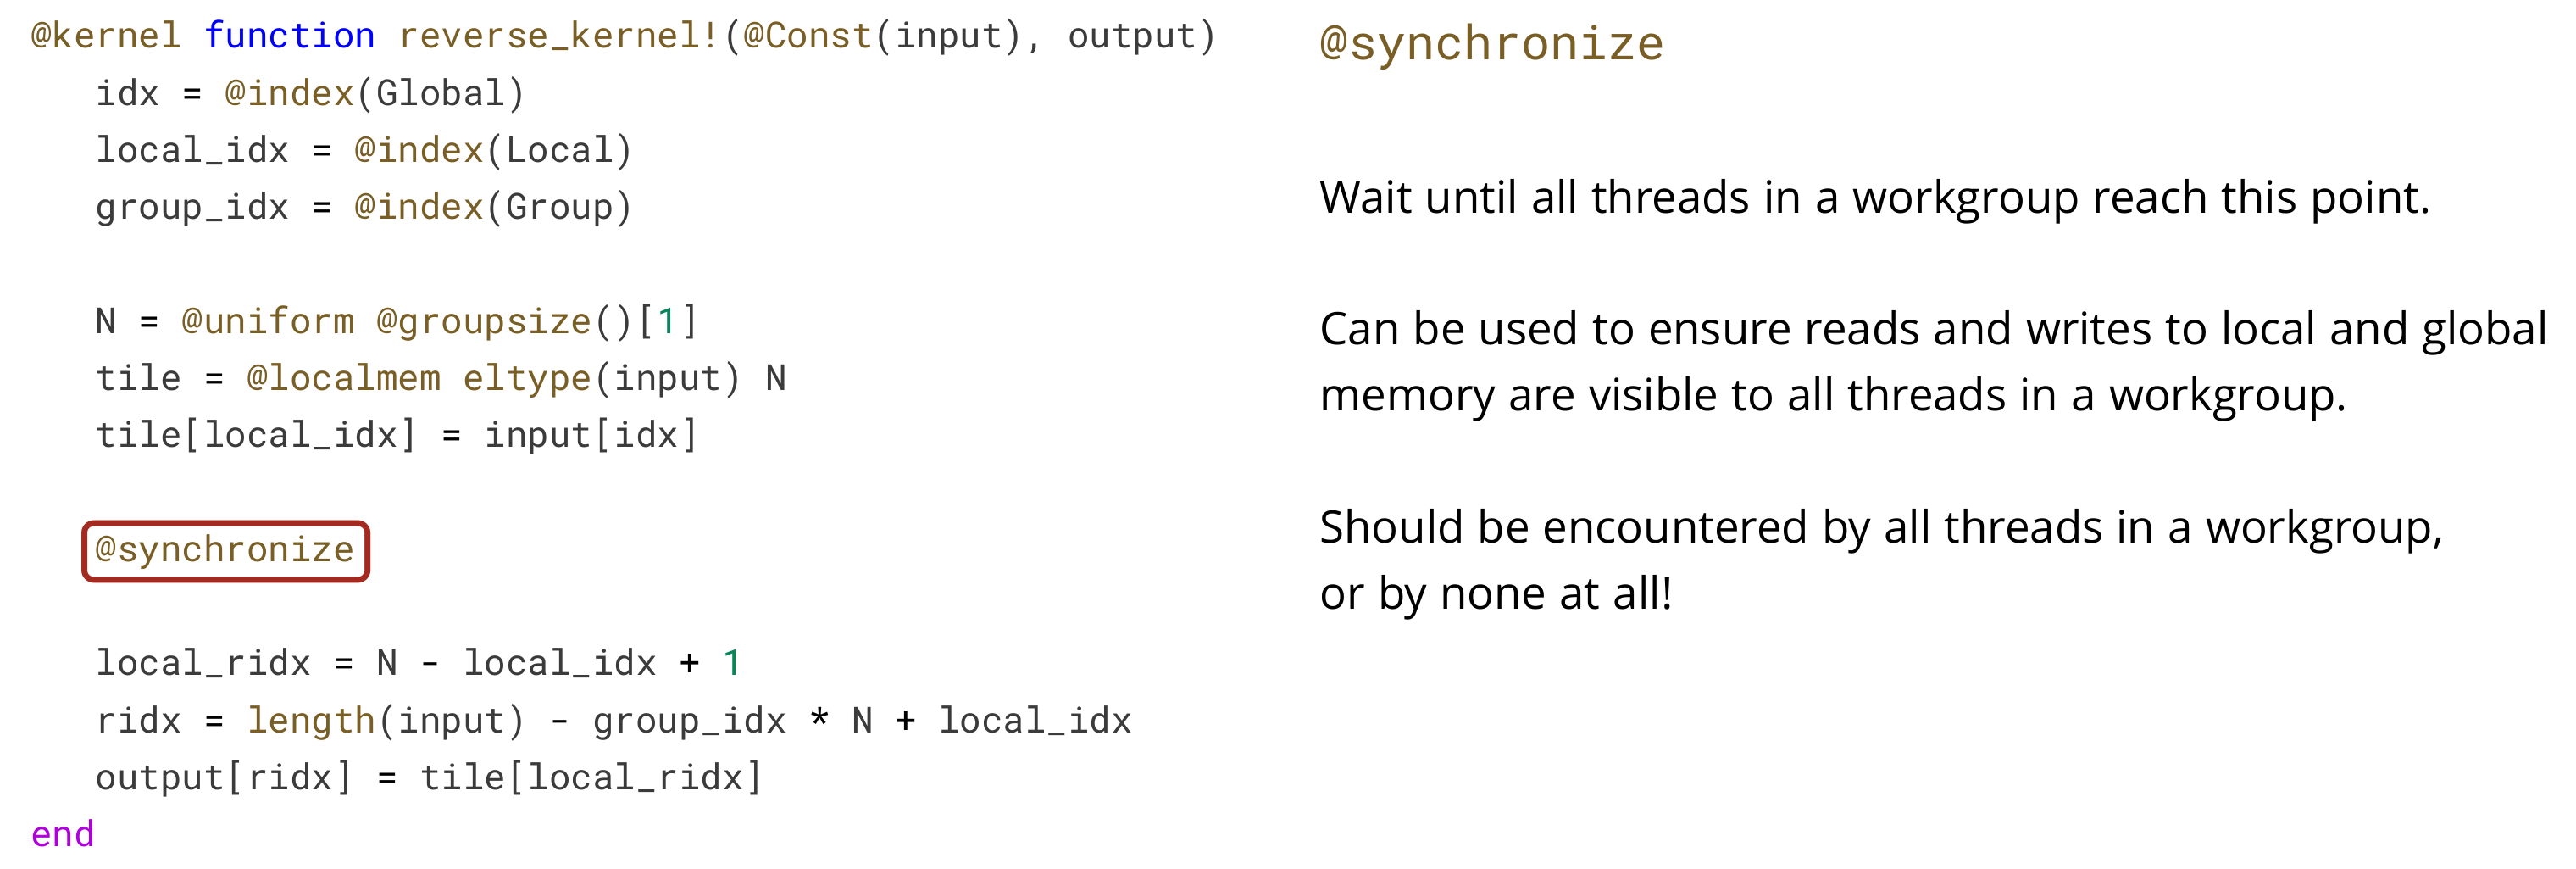 @kernel function reverse_kernel!(@Const(input), output)
idx = @index(Global)
local_idx = @index(Local)
group_idx = @index(Group)
N = @uniform @groupsize()[1]
tile = @localmem eltype(input) N
tile[local_idx] = input[idx]
@synchronize
local_ridx = N - local_idx + 1
ridx = length(input) - group_idx * N + local_idx
output[ridx] = tile[local_ridx]
end
@synchronize
Wait until all threads in a workgroup reach this point.
Can be used to ensure reads and writes to local and global
memory are visible to all threads in a workgroup.
Should be encountered by all threads in a workgroup,
or by none at all!